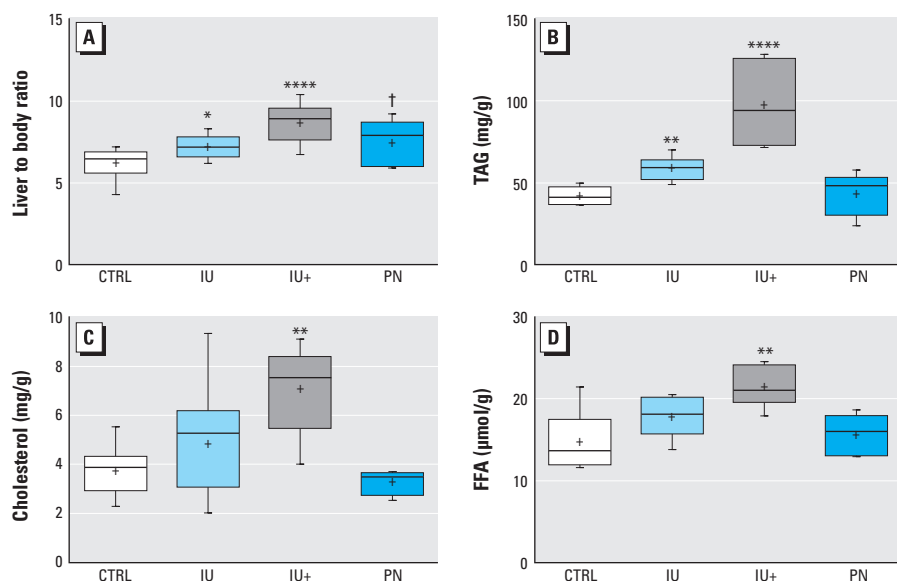 A
Liver to body ratio
15
10
5
0
*
****
†
CTRL IU IU+ PN
B
TAG (mg/g)
150
100
50
0
**
****
CTRL IU IU+ PN
C
Cholesterol (mg/g)
10
8
6
4
2
0
**
CTRL IU IU+ PN
D
FFA (μmol/g)
30
20
10
0
**
CTRL IU IU+ PN